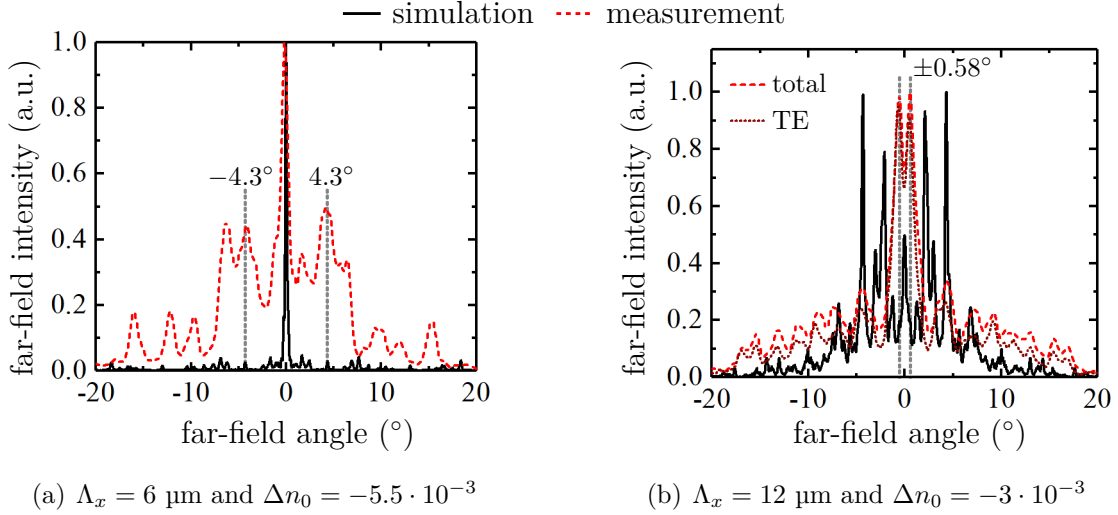 simulation measurement
far-field intensity (a.u.)
1.0
0.8
0.6
0.4
0.2
0.0
−4.3° 4.3°
-20 -10 0 10 20
far-field angle (°)
(a) Λx = 6 µm and Δn0 = −5.5 · 10−3
far-field intensity (a.u.)
1.0
0.8
0.6
0.4
0.2
0.0
±0.58°
total
TE
-20 -10 0 10 20
far-field angle (°)
(b) Λx = 12 µm and Δn0 = −3 · 10−3